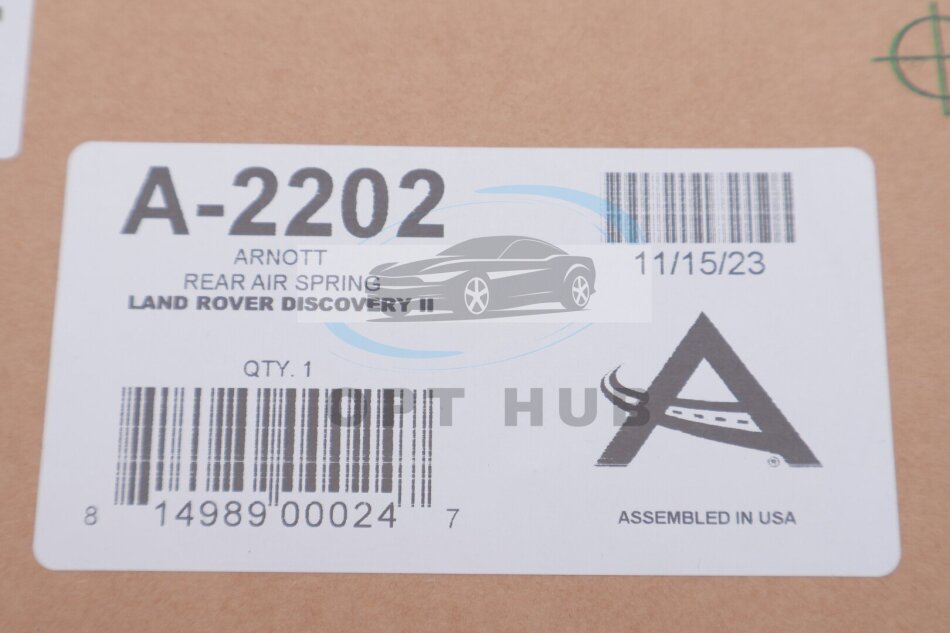 A-2202
ARNOTT
REAR AIR SPRING
LAND ROVER DISCOVERY II
11/15/23
QTY. 1
OPT HUB
8 14989 00024 7
ASSEMBLED IN USA